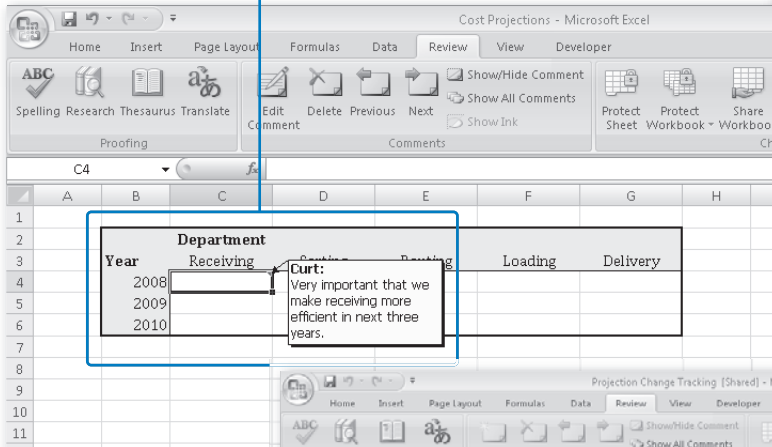 Cost Projections - Microsoft Excel
Home Insert Page Layout Formulas Data Review View Developer
ABC
Spelling Research Thesaurus Translate
Proofing
Edit Comment Delete Previous Next
Show/Hide Comment
Show All Comments
Show Ink
Comments
Protect Sheet Protect Workbook Share Workboo
Ch
C4 fx
A B C D E F G H
1
2 Department
3 Year Receiving Sorting Routing Loading Delivery
4 2008
5 2009
6 2010
7
8
9
10
11
Curt:
Very important that we
make receiving more
efficient in next three
years.
Projection Change Tracking [Shared] -
Home Insert Page Layout Formulas Data Review View Developer
ABC
Show/Hide Comment
Show All Comments